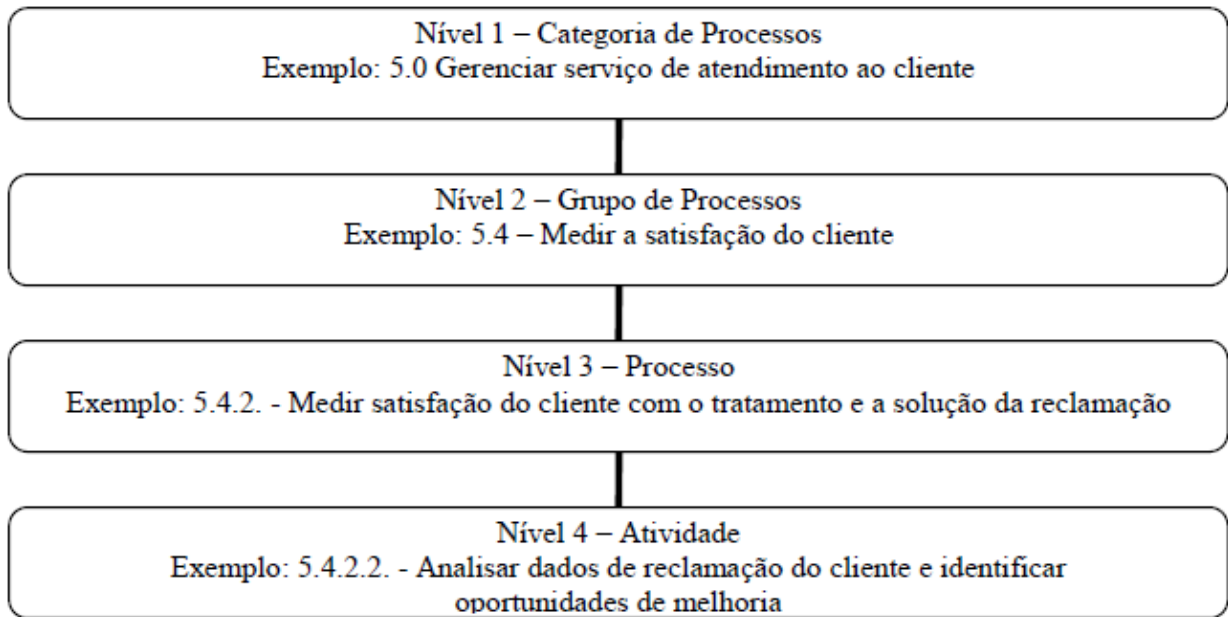 Nível 1 – Categoria de Processos
Exemplo: 5.0 Gerenciar serviço de atendimento ao cliente
Nível 2 – Grupo de Processos
Exemplo: 5.4 – Medir a satisfação do cliente
Nível 3 – Processo
Exemplo: 5.4.2. - Medir satisfação do cliente com o tratamento e a solução da reclamação
Nível 4 – Atividade
Exemplo: 5.4.2.2. - Analisar dados de reclamação do cliente e identificar
oportunidades de melhoria